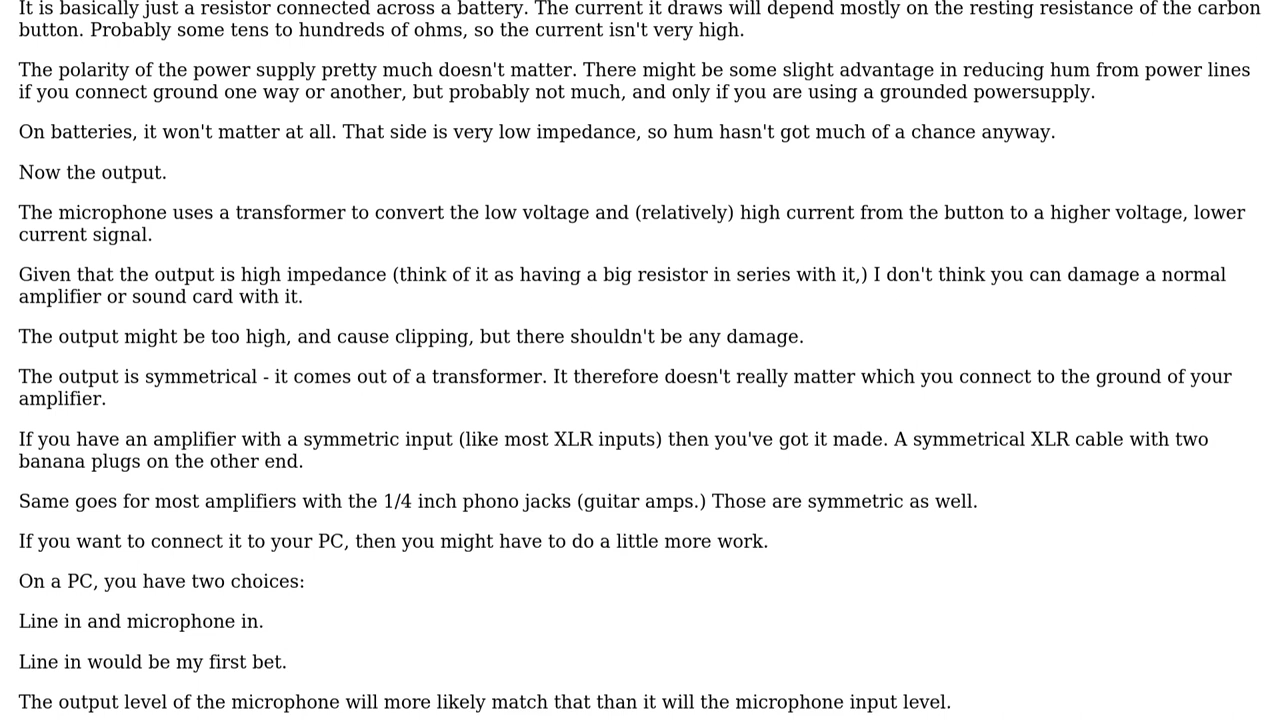 It is basically just a resistor connected across a battery. The current it draws will depend mostly on the resting resistance of the carbon
button. Probably some tens to hundreds of ohms, so the current isn't very high.
The polarity of the power supply pretty much doesn't matter. There might be some slight advantage in reducing hum from power lines
if you connect ground one way or another, but probably not much, and only if you are using a grounded powersupply.
On batteries, it won't matter at all. That side is very low impedance, so hum hasn't got much of a chance anyway.
Now the output.
The microphone uses a transformer to convert the low voltage and (relatively) high current from the button to a higher voltage, lower
current signal.
Given that the output is high impedance (think of it as having a big resistor in series with it,) I don't think you can damage a normal
amplifier or sound card with it.
The output might be too high, and cause clipping, but there shouldn't be any damage.
The output is symmetrical - it comes out of a transformer. It therefore doesn't really matter which you connect to the ground of your
amplifier.
If you have an amplifier with a symmetric input (like most XLR inputs) then you've got it made. A symmetrical XLR cable with two
banana plugs on the other end.
Same goes for most amplifiers with the 1/4 inch phono jacks (guitar amps.) Those are symmetric as well.
If you want to connect it to your PC, then you might have to do a little more work.
On a PC, you have two choices:
Line in and microphone in.
Line in would be my first bet.
The output level of the microphone will more likely match that than it will the microphone input level.